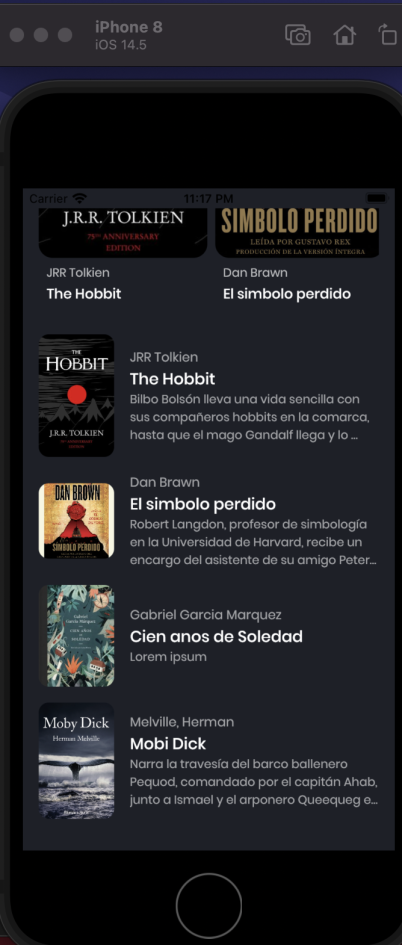 iPhone 8
iOS 14.5
Carrier
11:17 PM
J.R.R. TOLKIEN
75TH ANNIVERSARY
EDITION
SIMBOLO PERDIDO
LEÍDA POR GUSTAVO REX
PRODUCCIÓN DE LA VERSIÓN ÍNTEGRA
JRR Tolkien
The Hobbit
Dan Brawn
El simbolo perdido
THE
HOBBIT
J.R.R. TOLKIEN
JRR Tolkien
The Hobbit
Bilbo Bolsón lleva una vida sencilla con
sus compañeros hobbits en la comarca,
hasta que el mago Gandalf llega y lo ...
DAN BROWN
SIMBOLO PERDIDO
Dan Brawn
El simbolo perdido
Robert Langdon, profesor de simbología
en la Universidad de Harvard, recibe un
encargo del asistente de su amigo Peter...
Gabriel
García Márquez
CIEN AÑOS
DE
SOLEDAD
Gabriel Garcia Marquez
Cien anos de Soledad
Lorem ipsum
Moby Dick
Herman Melville
Melville, Herman
Mobi Dick
Narra la travesía del barco ballenero
Pequod, comandado por el capitán Ahab,
junto a Ismael y el arponero Queequeg e...